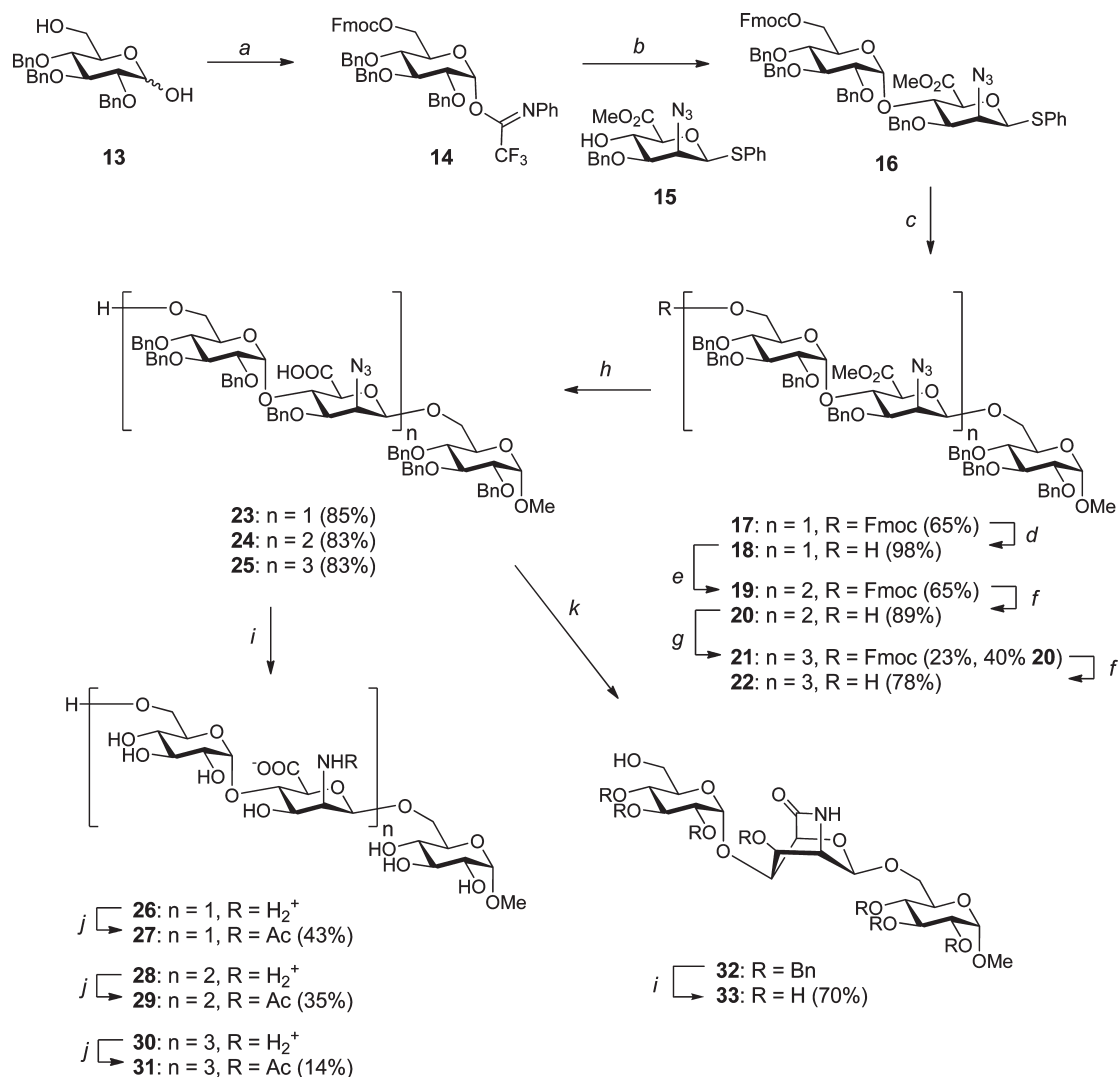 HO
BnO
BnO
BnO
OH
13
a
FmocO
BnO
BnO
BnO
O
O
NPh
CF3
14
b
MeO2C
HO
BnO
N3
O
SPh
15
FmocO
BnO
BnO
BnO
O
MeO2C
N3
O
BnO
O
SPh
16
c
H
O
BnO
BnO
BnO
O
HOOC
N3
O
BnO
O
O
n
BnO
BnO
BnO
O
OMe
23: n = 1 (85%)
24: n = 2 (83%)
25: n = 3 (83%)
h
R
O
BnO
BnO
BnO
O
MeO2C
N3
O
BnO
O
O
n
BnO
BnO
BnO
O
OMe
17: n = 1, R = Fmoc (65%)
d
18: n = 1, R = H (98%)
e
19: n = 2, R = Fmoc (65%)
f
20: n = 2, R = H (89%)
g
21: n = 3, R = Fmoc (23%, 40% 20)
f
22: n = 3, R = H (78%)
i
k
H
O
HO
HO
HO
O
-OOC
NHR
O
HO
O
O
n
HO
HO
HO
O
OMe
26: n = 1, R = H2+
j
27: n = 1, R = Ac (43%)
28: n = 2, R = H2+
j
29: n = 2, R = Ac (35%)
30: n = 3, R = H2+
j
31: n = 3, R = Ac (14%)
HO
RO
RO
RO
O
O
O
NH
RO
O
O
RO
RO
RO
O
OMe
32: R = Bn
i
33: R = H (70%)